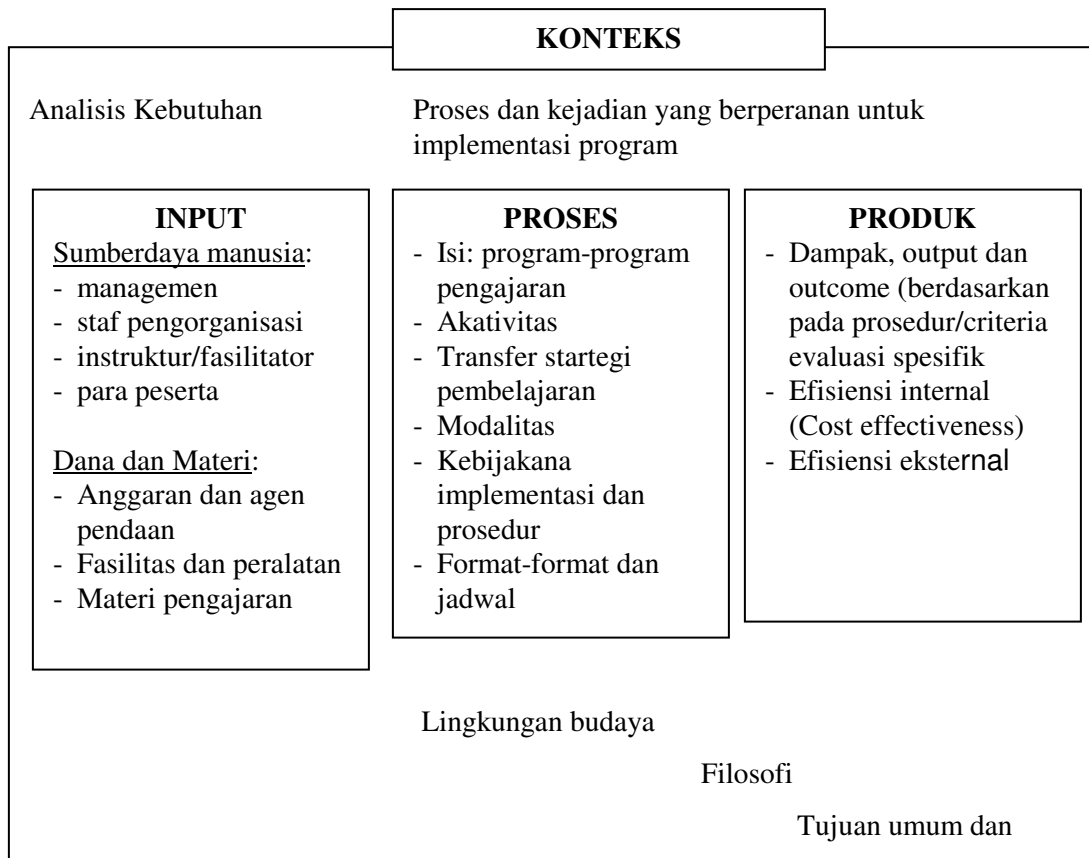 KONTEKS
Analisis Kebutuhan
Proses dan kejadian yang berperanan untuk
implementasi program
INPUT
Sumberdaya manusia:
- managemen
- staf pengorganisasi
- instruktur/fasilitator
- para peserta
Dana dan Materi:
- Anggaran dan agen
pendaan
- Fasilitas dan peralatan
- Materi pengajaran
PROSES
- Isi: program-program
pengajaran
- Akativitas
- Transfer startegi
pembelajaran
- Modalitas
- Kebijakana
implementasi dan
prosedur
- Format-format dan
jadwal
PRODUK
- Dampak, output dan
outcome (berdasarkan
pada prosedur/criteria
evaluasi spesifik
- Efisiensi internal
(Cost effectiveness)
- Efisiensi eksternal
Lingkungan budaya
Filosofi
Tujuan umum dan